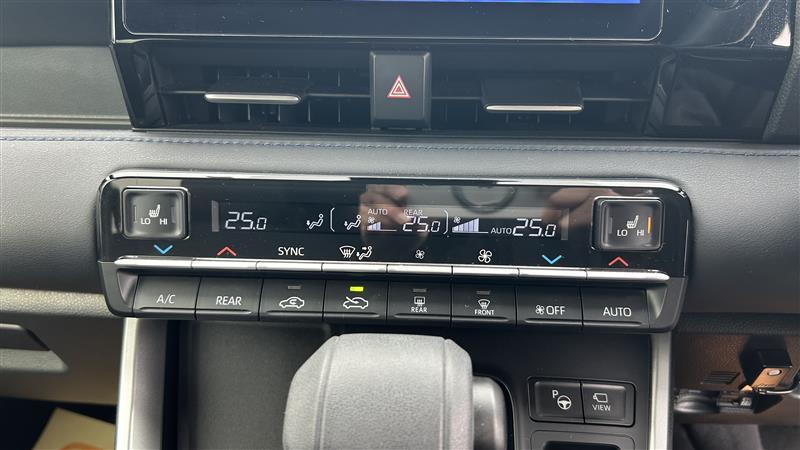 LO HI
25.0
AUTO
REAR
25.0
AUTO 25.0
LO HI
SYNC
A/C
REAR
REAR
FRONT
OFF
AUTO
P
VIEW